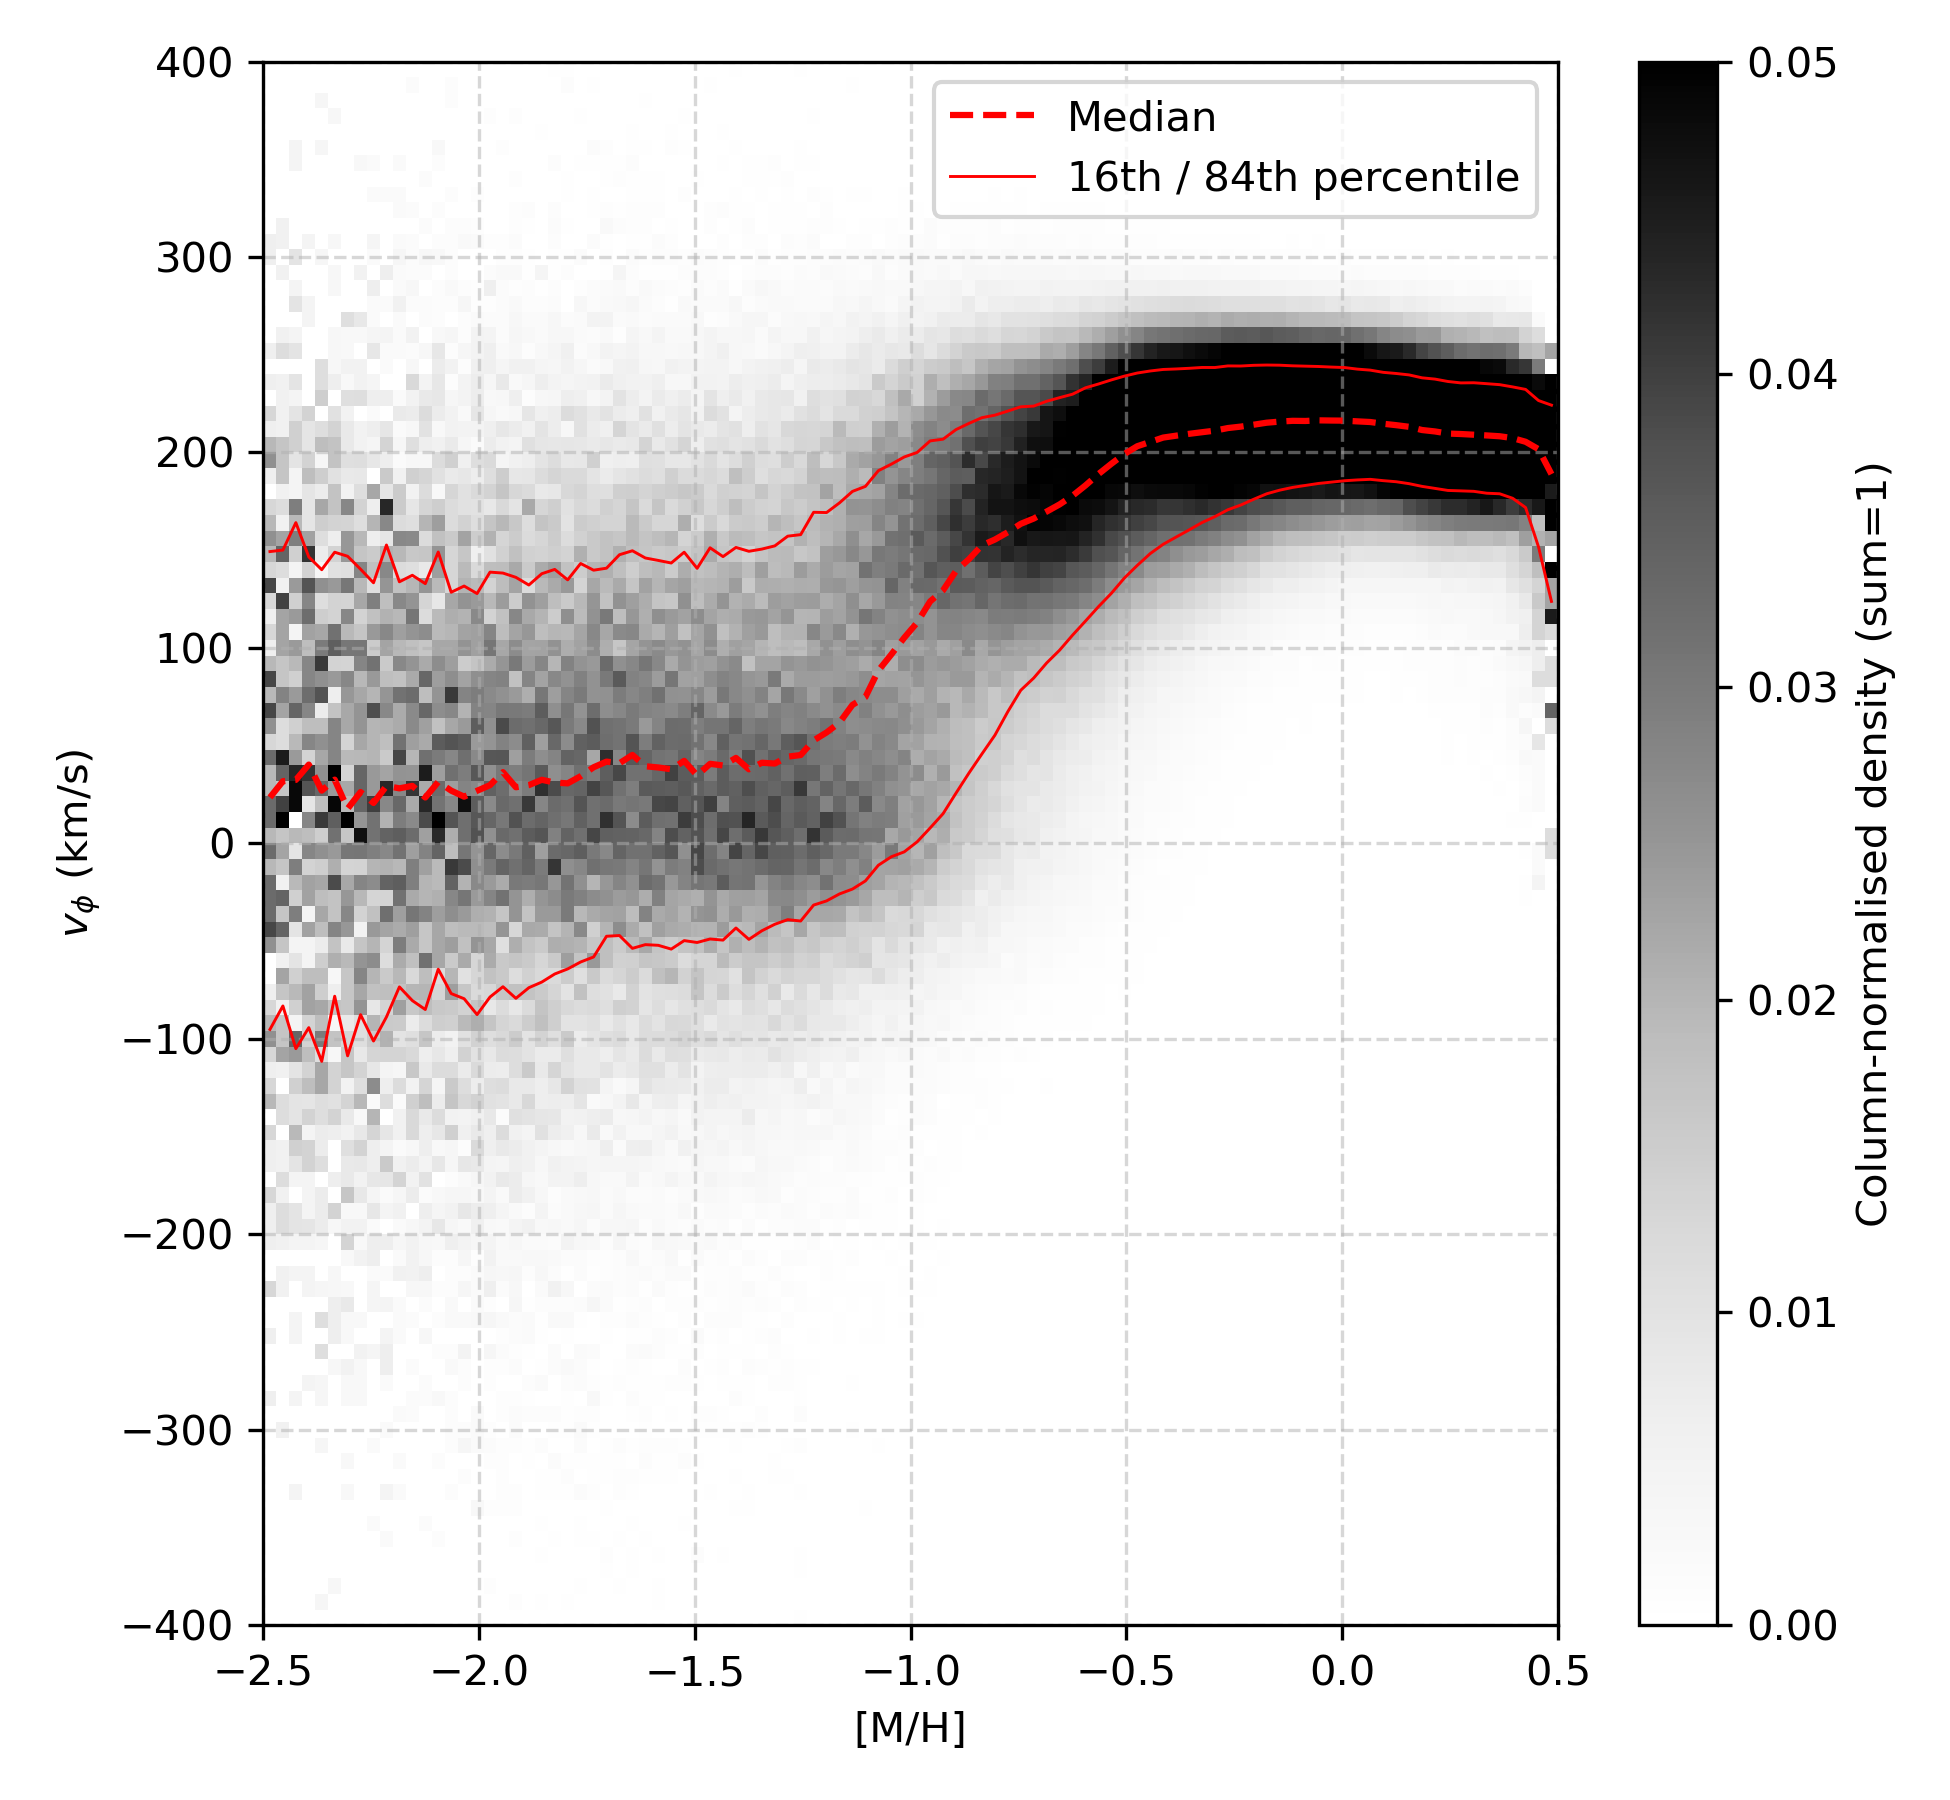 400
300
200
100
0
−100
−200
−300
−400
v_ϕ (km/s)
Median
16th / 84th percentile
−2.5 −2.0 −1.5 −1.0 −0.5 0.0 0.5
[M/H]
0.05
0.04
0.03
0.02
0.01
0.00
Column-normalised density (sum=1)